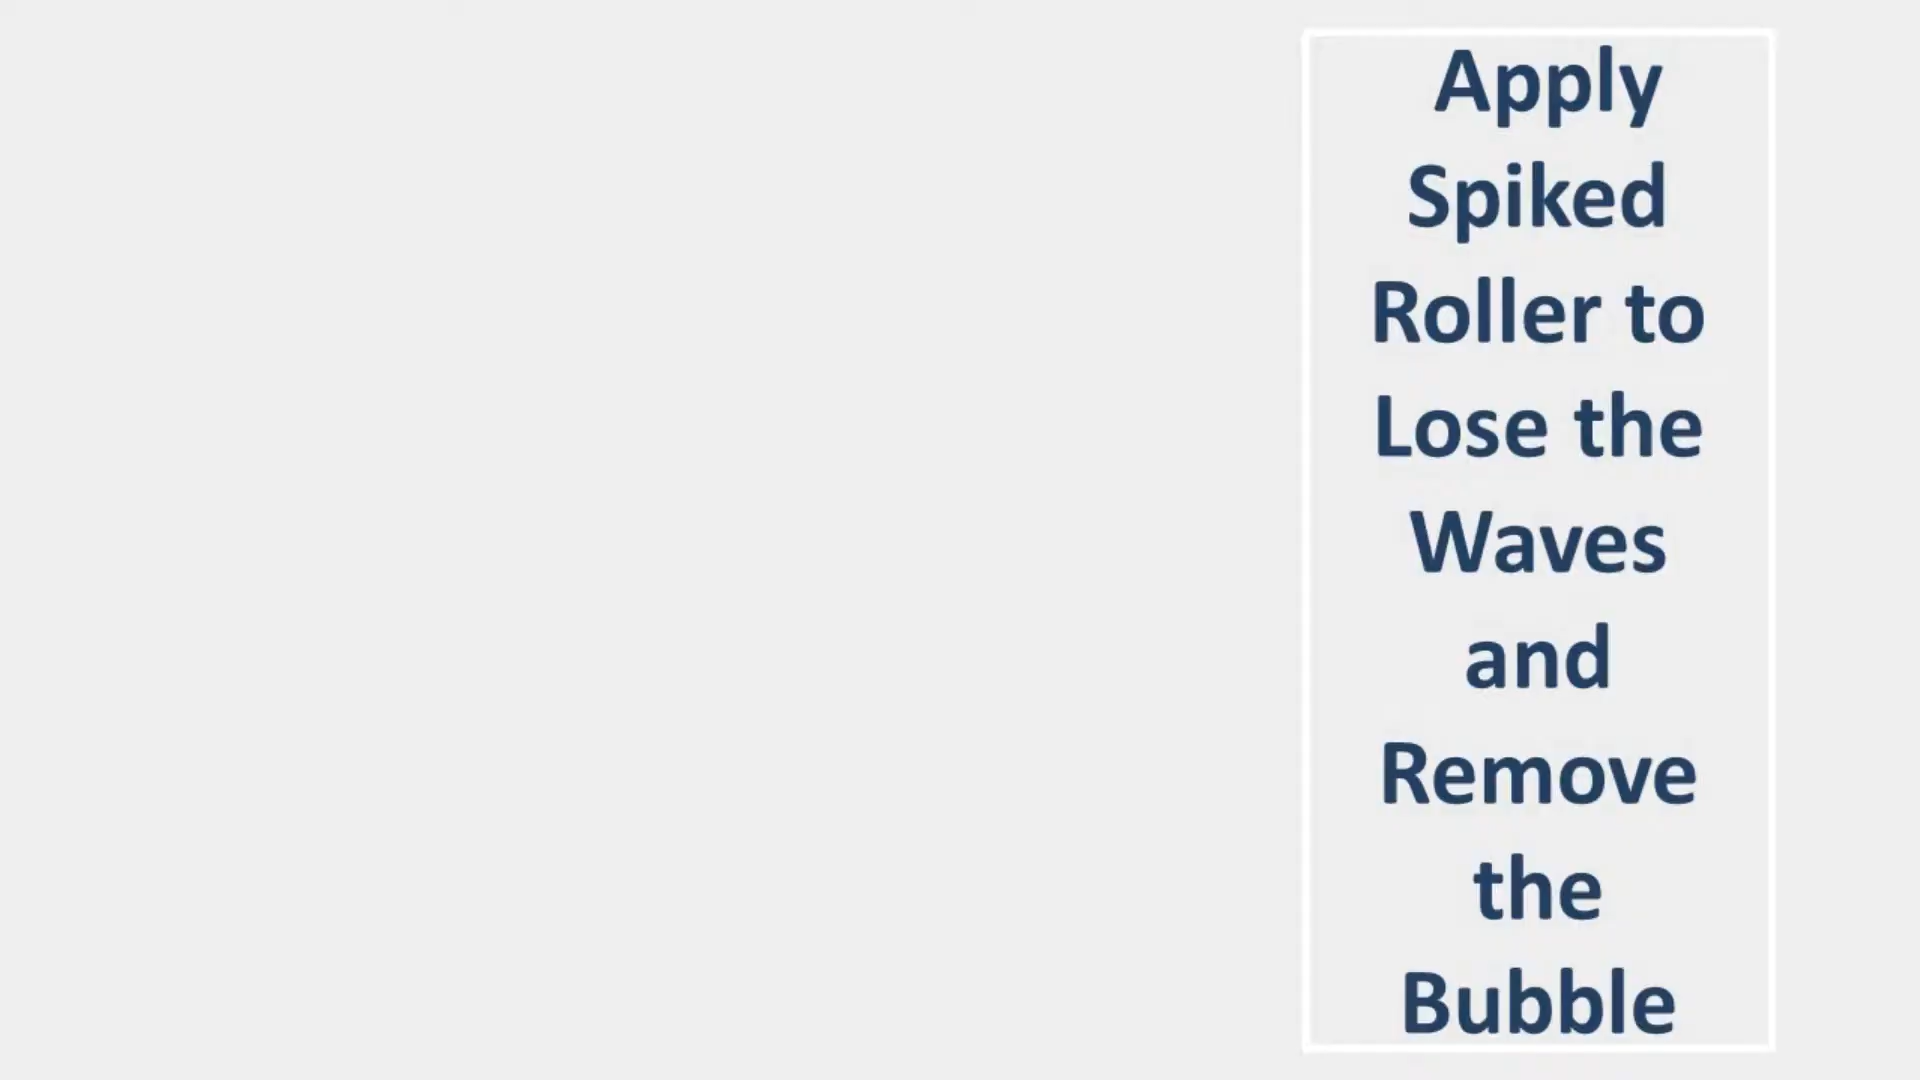 Apply
Spiked
Roller to
Lose the
Waves
and
Remove
the
Bubble